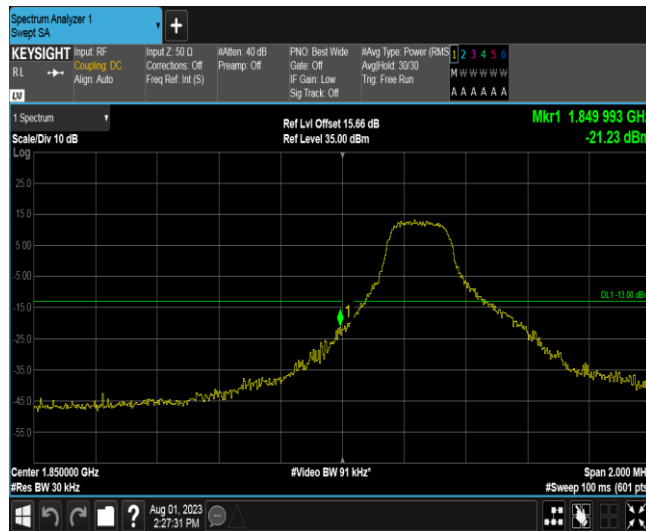 Spectrum Analyzer 1
Swept SA
KEYSIGHT
RL
LXI
Input: RF
Coupling: DC
Align: Auto
Input Z: 50 Ω
Corrections: Off
Freq Ref: Int (S)
#Atten: 40 dB
Preamp: Off
PNO: Best Wide
Gate: Off
IF Gain: Low
Sig Track: Off
#Avg Type: Power (RMS
Avg|Hold: 30/30
Trig: Free Run
1 2 3 4 5 6
M W W W W W
A A A A A A
1 Spectrum
Scale/Div 10 dB
Ref Lvl Offset 15.66 dB
Ref Level 35.00 dBm
Mkr1 1.849 993 GHz
-21.23 dBm
Log
25.0
15.0
5.00
-5.00
-15.0
-25.0
-35.0
-45.0
-55.0
1
DL1 -13.00 dBm
Center 1.850000 GHz
#Res BW 30 kHz
#Video BW 91 kHz*
Span 2.000 MH
#Sweep 100 ms (601 pts
?
Aug 01, 2023
2:27:31 PM